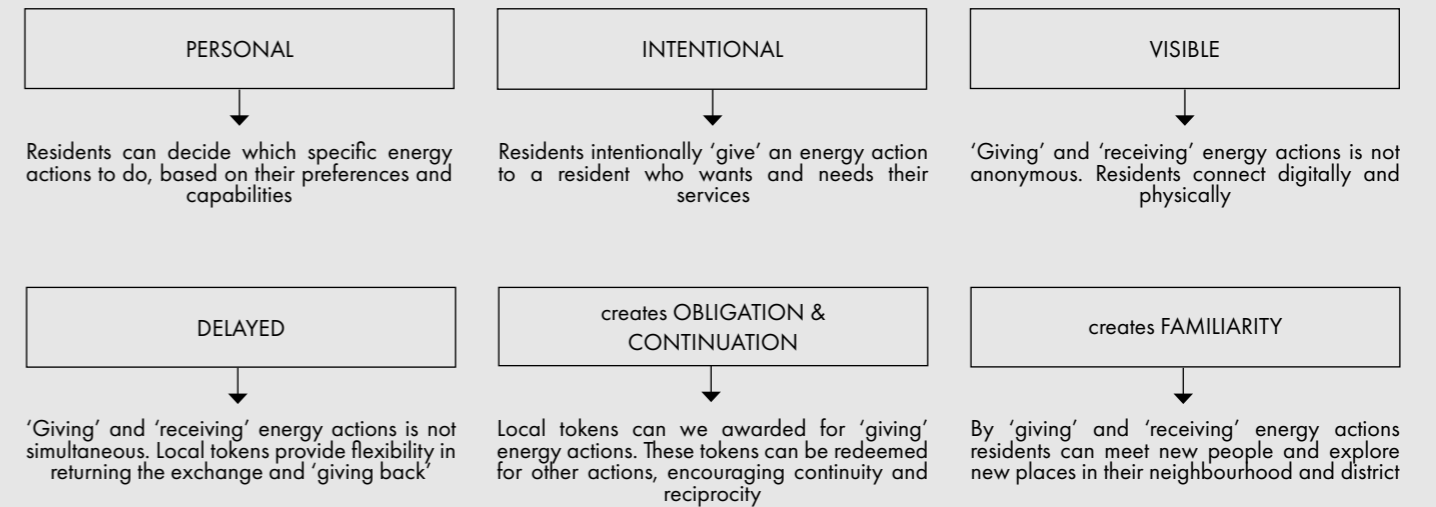 PERSONAL
Residents can decide which specific energy
actions to do, based on their preferences and
capabilities
INTENTIONAL
Residents intentionally ‘give’ an energy action
to a resident who wants and needs their
services
VISIBLE
‘Giving’ and ‘receiving’ energy actions is not
anonymous. Residents connect digitally and
physically
DELAYED
‘Giving’ and ‘receiving’ energy actions is not
simultaneous. Local tokens provide flexibility in
returning the exchange and ‘giving back’
creates OBLIGATION &
CONTINUATION
Local tokens can we awarded for ‘giving’
energy actions. These tokens can be redeemed
for other actions, encouraging continuity and
reciprocity
creates FAMILIARITY
By ‘giving’ and ‘receiving’ energy actions
residents can meet new people and explore
new places in their neighbourhood and district